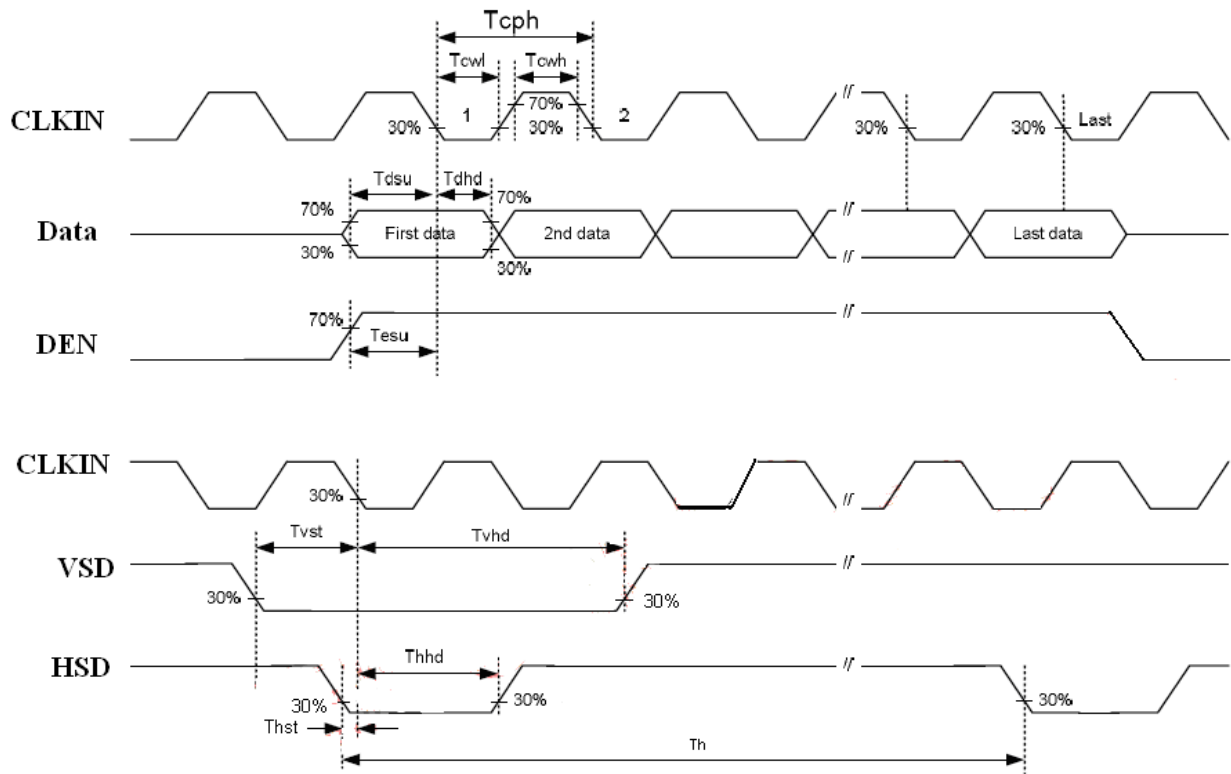 Tcph
Tcwl Tcwh
CLKIN 30% 1 70% 30% 2 30% 30% Last
Tdsu Tdhd
70% 70%
Data First data 2nd data Last data
30% 30%
70%
DEN Tesu
CLKIN 30%
Tvst Tvhd
VSD
30% 30%
HSD Thhd
30% 30% 30%
Thst
Th